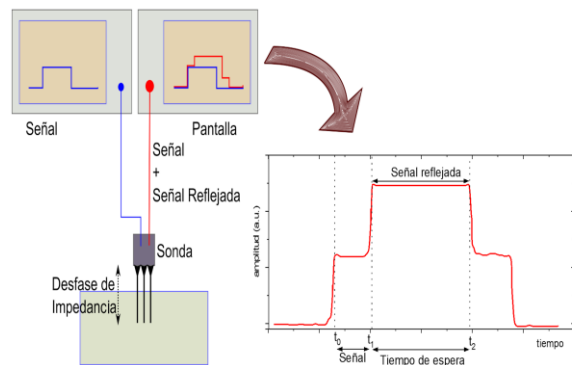 Señal
Pantalla
Señal
+
Señal Reflejada
Sonda
Desfase de
Impedancia
Señal reflejada
amplitud (a.u.)
t0
t1
t2
tiempo
Señal
Tiempo de espera